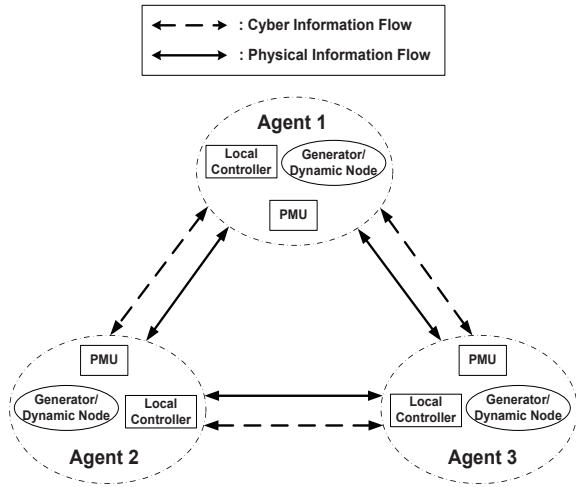 : Cyber Information Flow
: Physical Information Flow
Agent 1
Local
Controller
Generator/
Dynamic Node
PMU
PMU
Generator/
Dynamic Node
Local
Controller
Agent 2
PMU
Local
Controller
Generator/
Dynamic Node
Agent 3